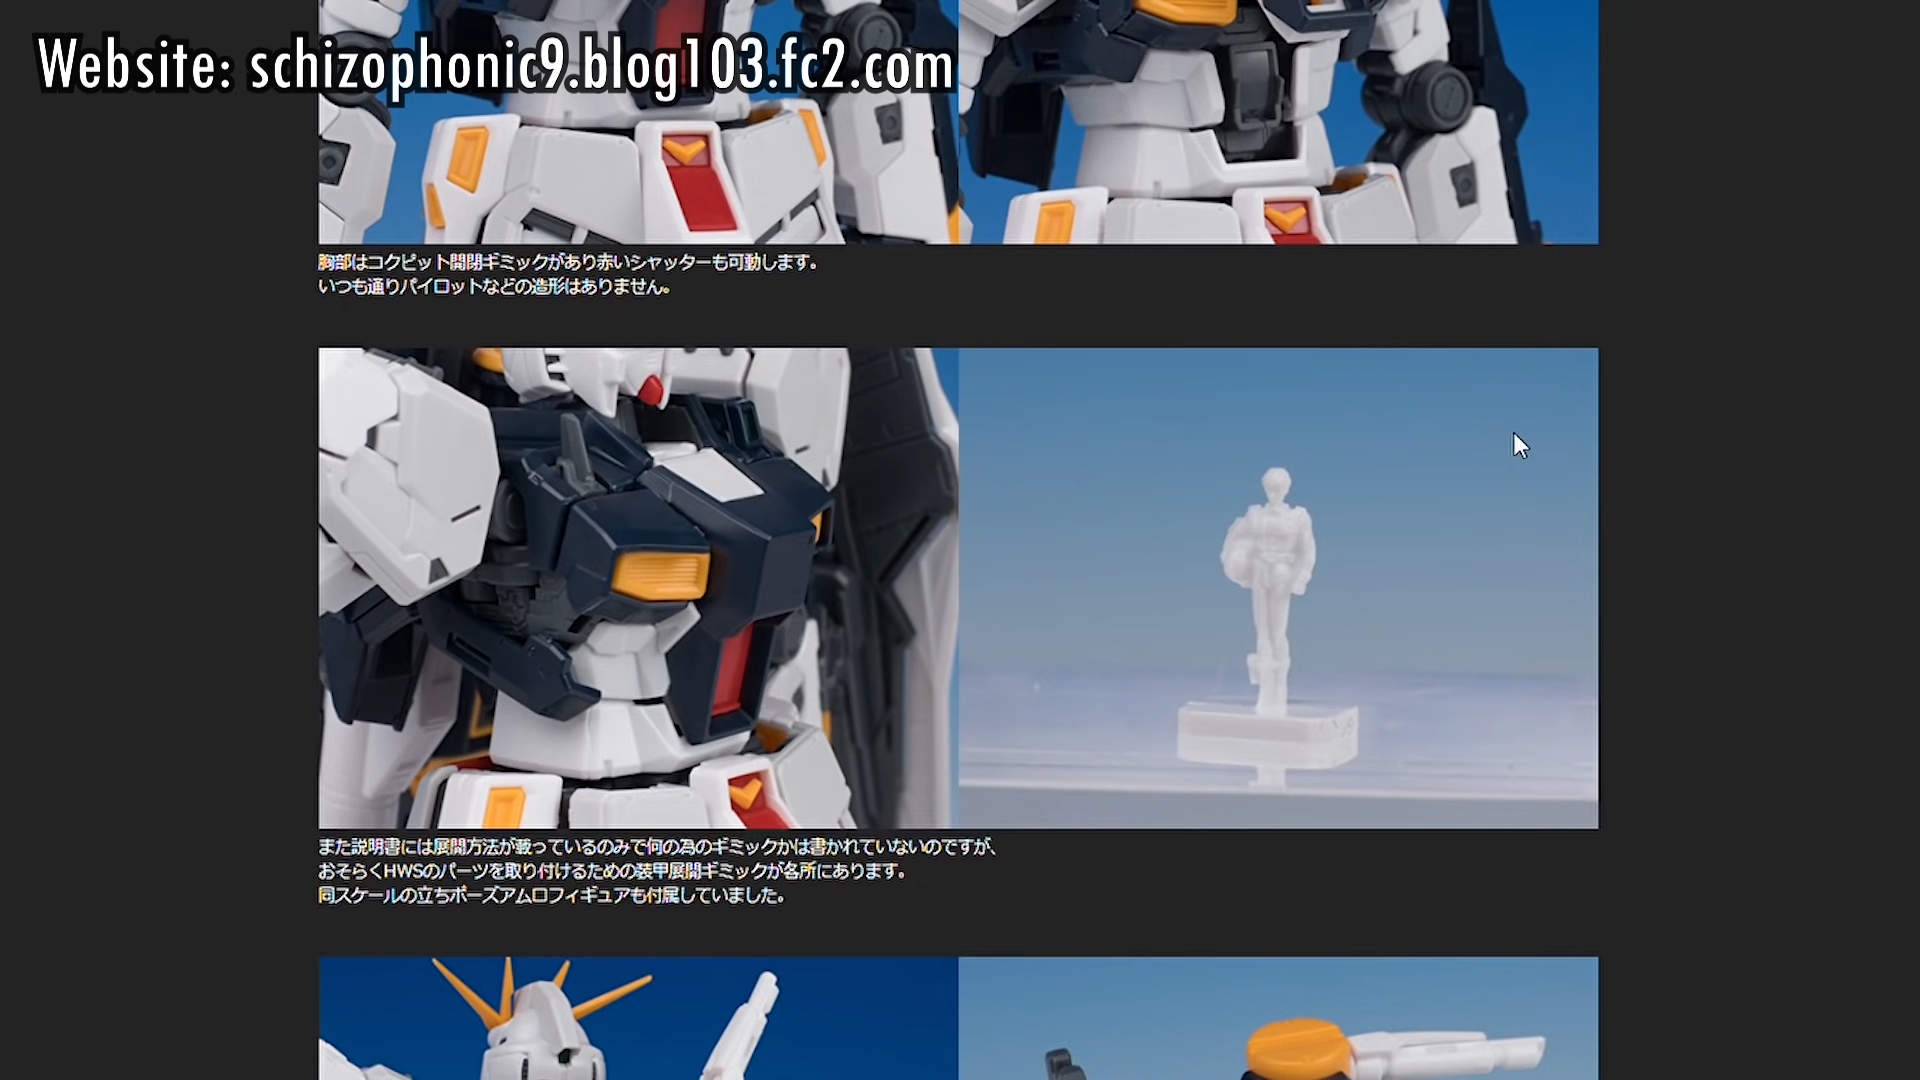 Website: schizophonic9.blog103.fc2.com
胸部はコクピット開閉ギミックがあり赤いシャッターも可動します。
いつも通りパイロットなどの造形はありません。
また説明書には展開方法が載っているのみで何の為のギミックかは書かれていないのですが、
おそらくHWSのパーツを取り付けるための装甲展開ギミックが各所にあります。
同スケールの立ちポーズアムロフィギュアも付属していました。